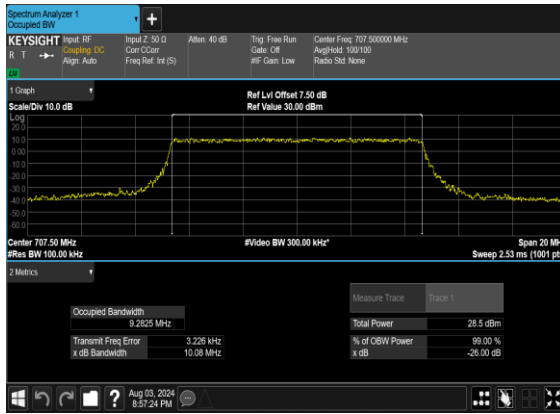 Spectrum Analyzer 1
Occupied BW
KEYSIGHT Input: RF Input Z: 50 Ω Atten: 40 dB Trig: Free Run Center Freq: 707.500000 MHz
R T Coupling: DC Corr CCorr Gate: Off Avg|Hold: 100/100
Align: Auto Freq Ref: Int (S) #IF Gain: Low Radio Std: None
LW
1 Graph
Ref Lvl Offset 7.50 dB
Scale/Div 10.0 dB Ref Value 30.00 dBm
Log
20.0
10.0
0.00
-10.0
-20.0
-30.0
-40.0
-50.0
-60.0
Center 707.50 MHz #Video BW 300.00 kHz* Span 20 MH
#Res BW 100.00 kHz Sweep 2.53 ms (1001 pt
2 Metrics
Measure Trace Trace 1
Occupied Bandwidth
9.2825 MHz Total Power 28.5 dBm
Transmit Freq Error 3.226 kHz % of OBW Power 99.00 %
x dB Bandwidth 10.08 MHz x dB -26.00 dB
? Aug 03, 2024
8:57:24 PM